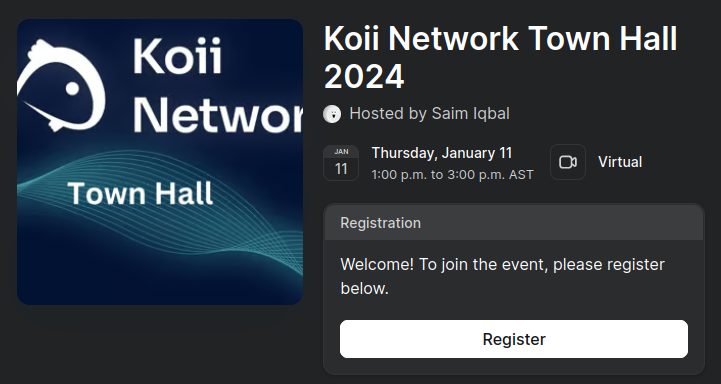 Koii
Networ
Town Hall
Koii Network Town Hall
2024
Hosted by Saim Iqbal
JAN
11
Thursday, January 11
1:00 p.m. to 3:00 p.m. AST
Virtual
Registration
Welcome! To join the event, please register
below.
Register